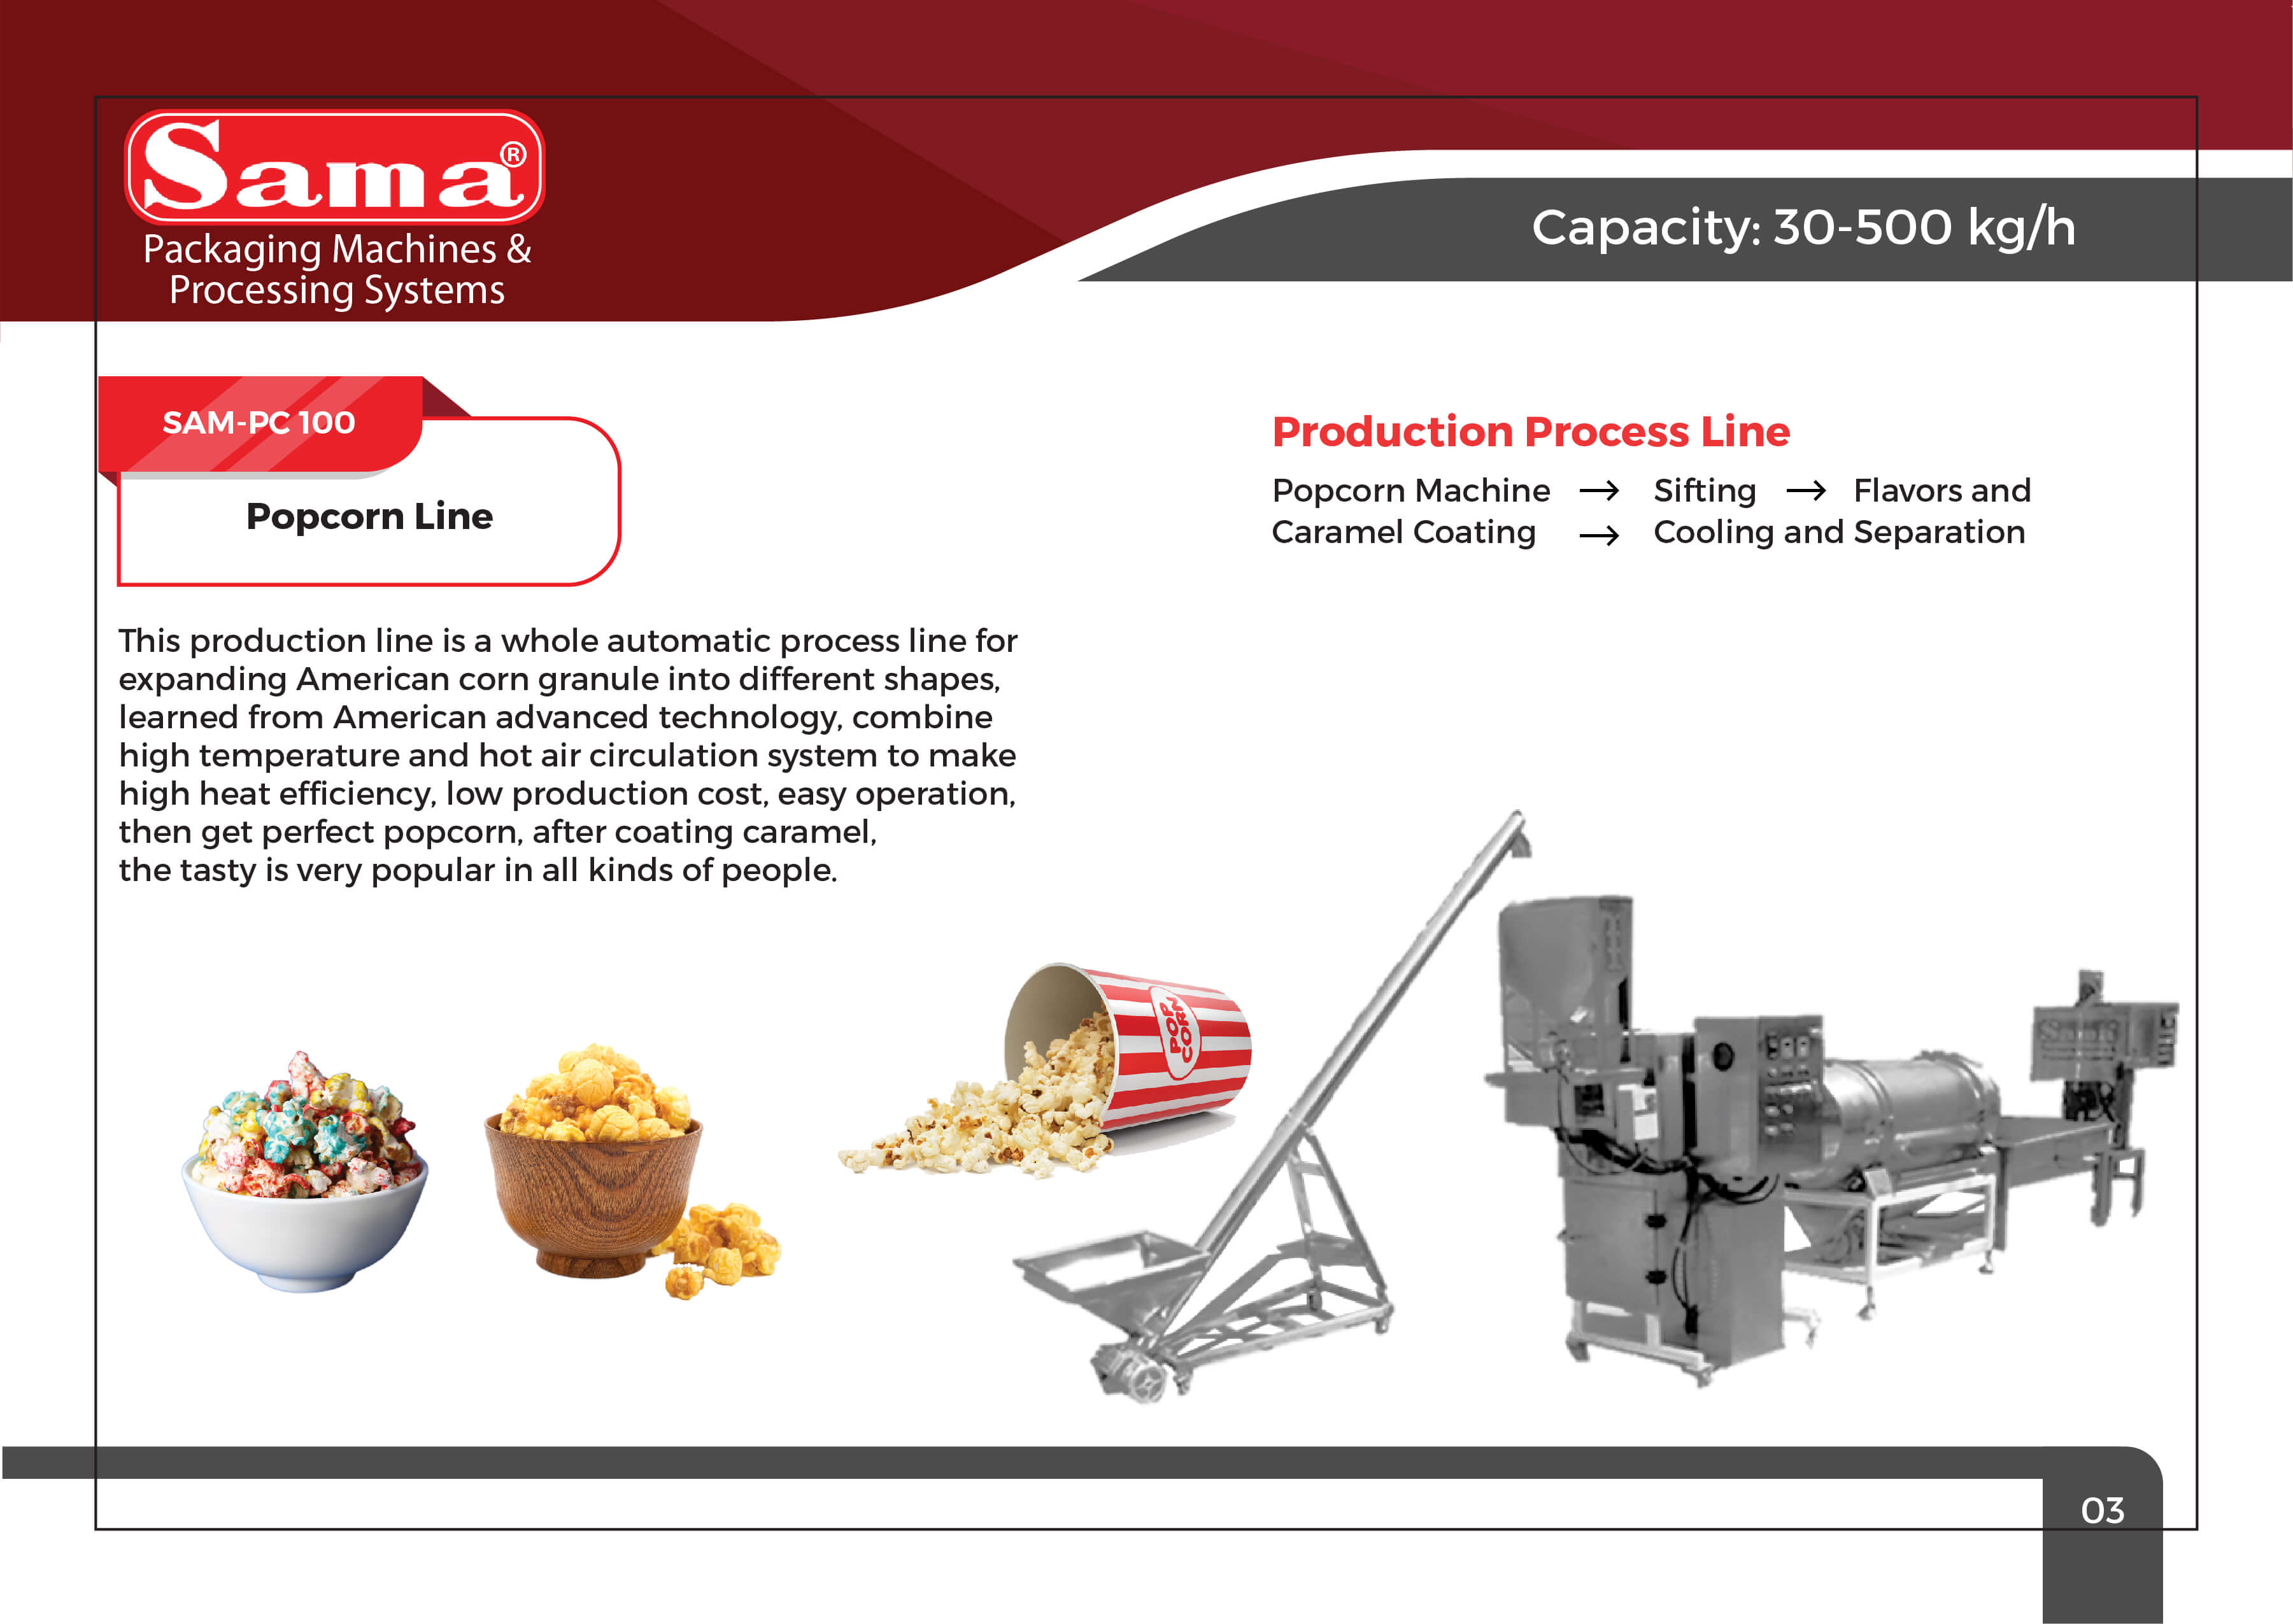 Sama®
Packaging Machines &
Processing Systems
Capacity: 30-500 kg/h
SAM-PC 100
Popcorn Line
Production Process Line
Popcorn Machine → Sifting → Flavors and
Caramel Coating → Cooling and Separation
This production line is a whole automatic process line for
expanding American corn granule into different shapes,
learned from American advanced technology, combine
high temperature and hot air circulation system to make
high heat efficiency, low production cost, easy operation,
then get perfect popcorn, after coating caramel,
the tasty is very popular in all kinds of people.
POP
CORN
03